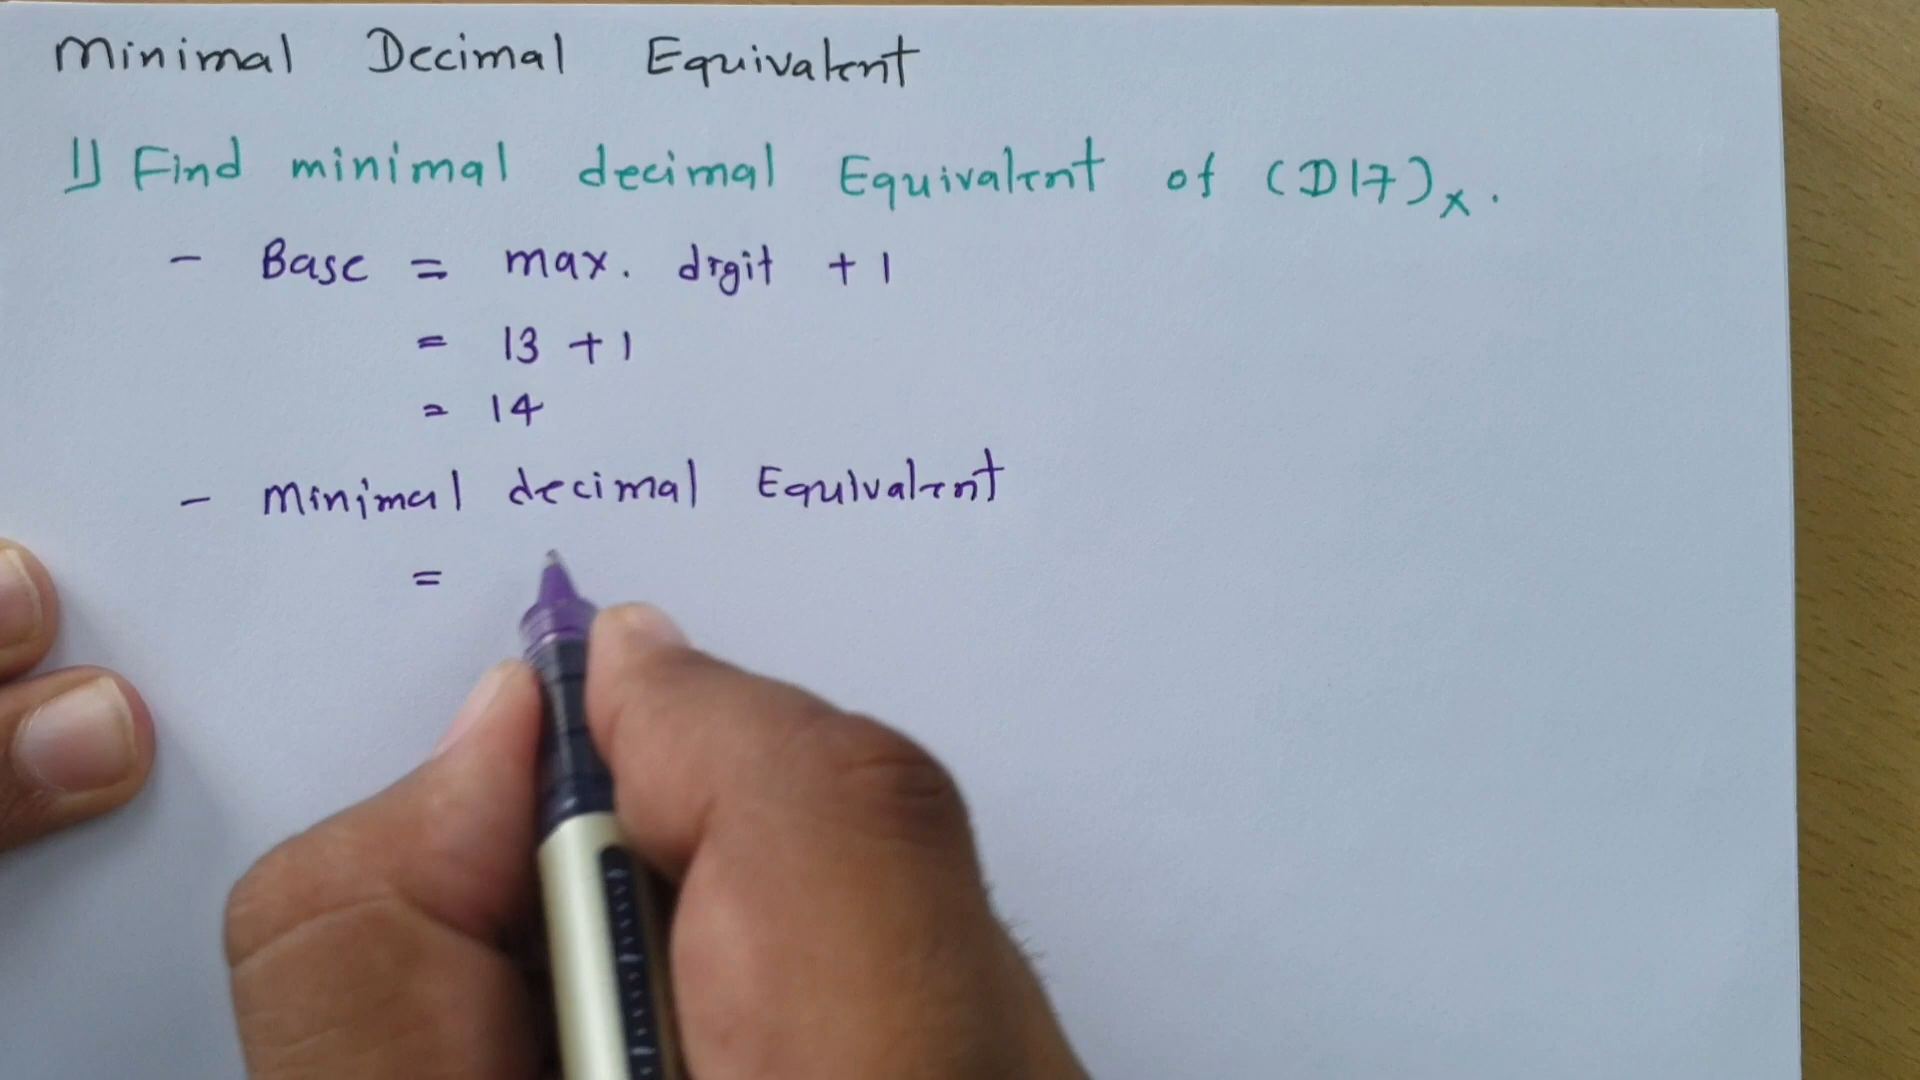 Minimal Decimal Equivalent
1) Find minimal decimal Equivalent of (D17)x.
- Base = max. digit + 1
= 13 + 1
= 14
- Minimal decimal Equivalent
=